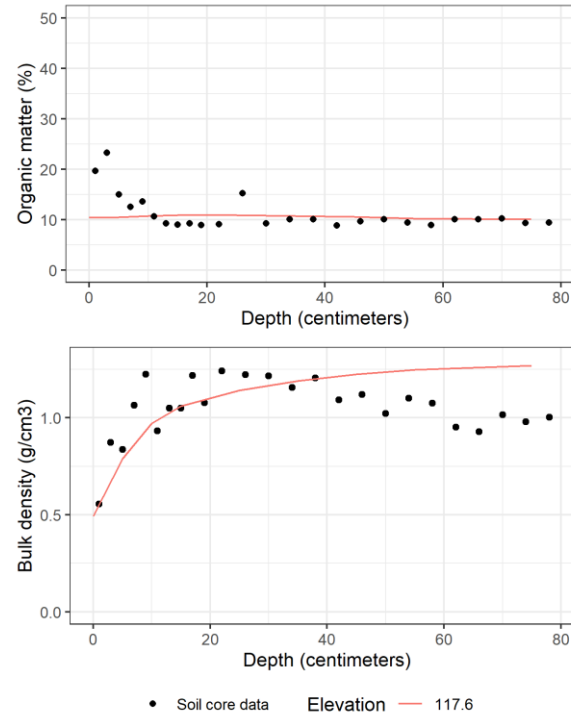 50
40
30
20
10
0
Organic matter (%)
0 20 40 60 80
Depth (centimeters)
1.0
0.5
0.0
Bulk density (g/cm3)
0 20 40 60 80
Depth (centimeters)
Soil core data Elevation 117.6